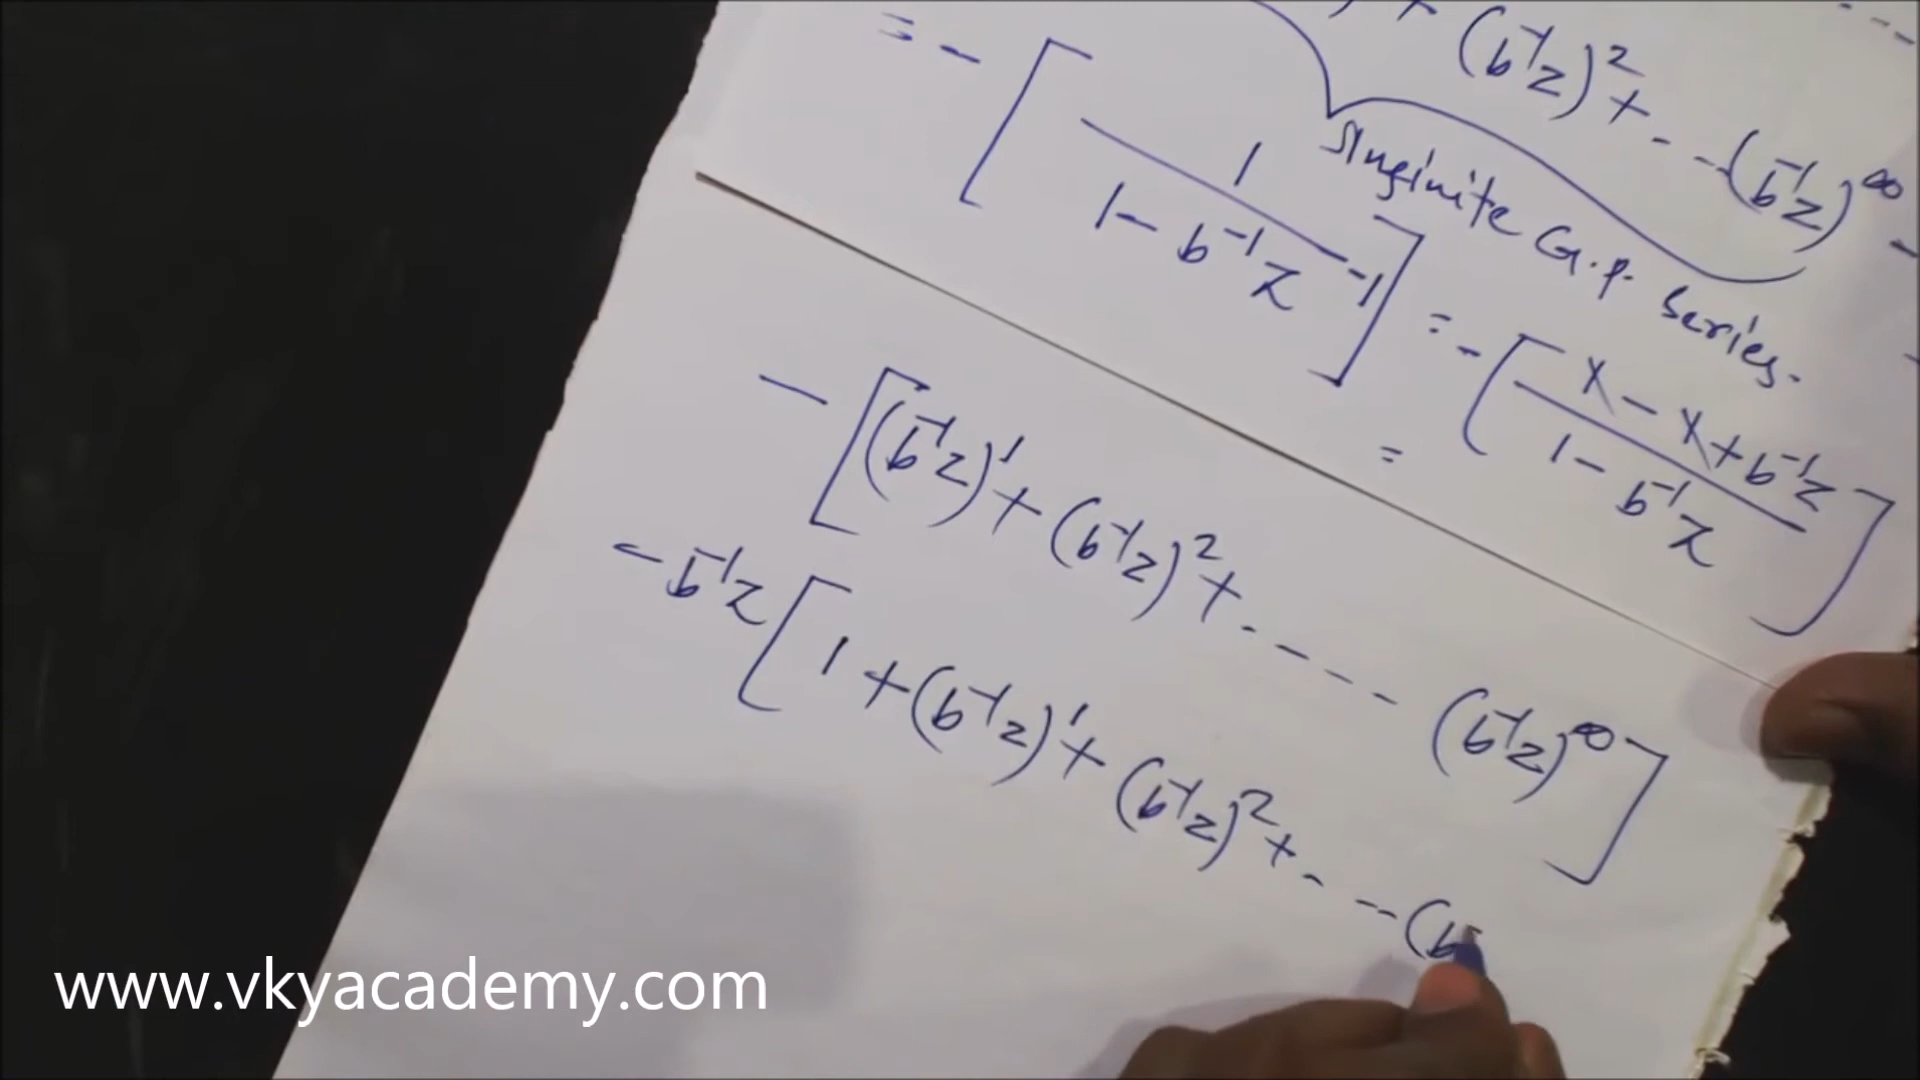 + (b⁻¹z)² + - - - (b⁻¹z)^∞ -
Infinite G.P. Series.
= - [ 1 / (1 - b⁻¹z) - 1 ] = - [ (1 - 1 + b⁻¹z) / (1 - b⁻¹z) ]
=
- [ (b⁻¹z)¹ + (b⁻¹z)² + - - - - (b⁻¹z)^∞ ]
- b⁻¹z [ 1 + (b⁻¹z)¹ + (b⁻¹z)² + - - - (b
www.vkyacademy.com